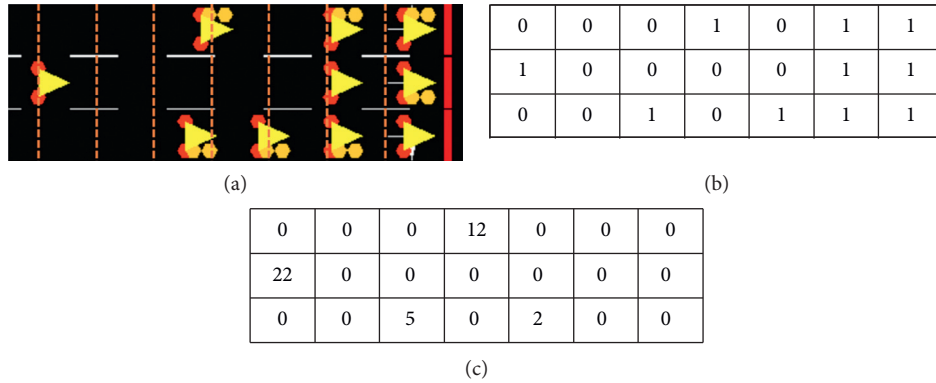 0 0 0 1 0 1 1
1 0 0 0 0 1 1
0 0 1 0 1 1 1
(a)
(b)
0 0 0 12 0 0 0
22 0 0 0 0 0 0
0 0 5 0 2 0 0
(c)